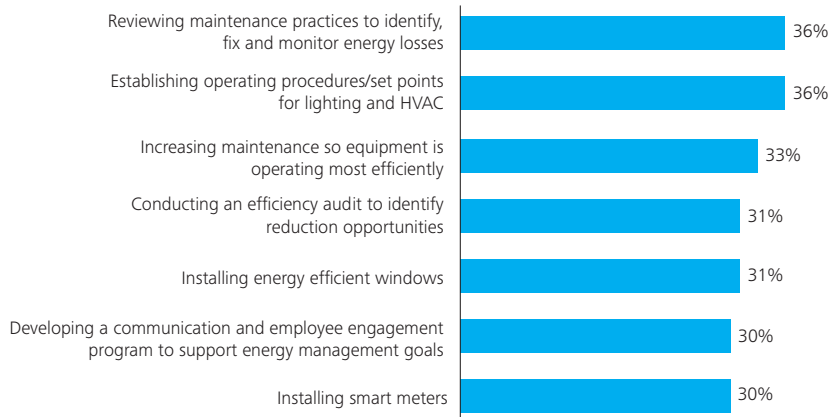 Reviewing maintenance practices to identify,
fix and monitor energy losses
36%
Establishing operating procedures/set points
for lighting and HVAC
36%
Increasing maintenance so equipment is
operating most efficiently
33%
Conducting an efficiency audit to identify
reduction opportunities
31%
Installing energy efficient windows
31%
Developing a communication and employee engagement
program to support energy management goals
30%
Installing smart meters
30%